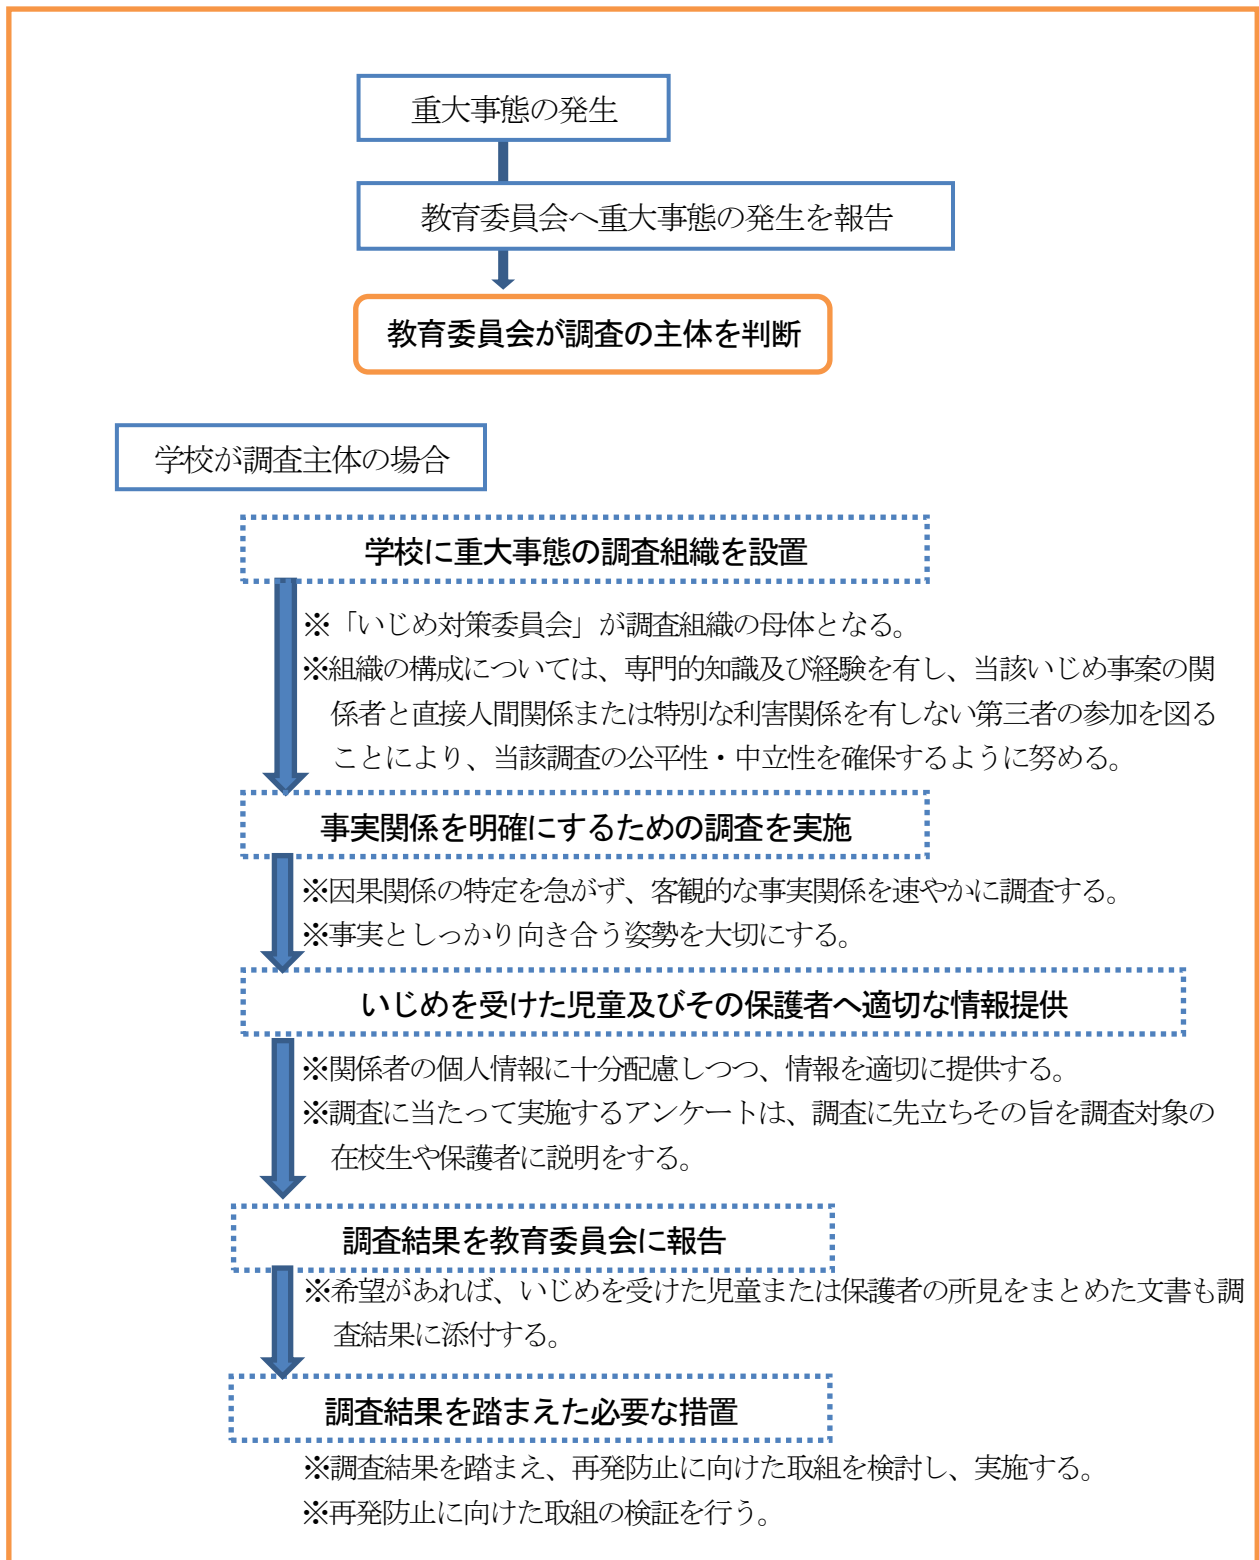 重大事態の発生
教育委員会へ重大事態の発生を報告
教育委員会が調査の主体を判断
学校が調査主体の場合
学校に重大事態の調査組織を設置
※「いじめ対策委員会」が調査組織の母体となる。
※組織の構成については、専門的知識及び経験を有し、当該いじめ事案の関
係者と直接人間関係または特別な利害関係を有しない第三者の参加を図る
ことにより、当該調査の公平性・中立性を確保するように努める。
事実関係を明確にするための調査を実施
※因果関係の特定を急がず、客観的な事実関係を速やかに調査する。
※事実としっかり向き合う姿勢を大切にする。
いじめを受けた児童及びその保護者へ適切な情報提供
※関係者の個人情報に十分配慮しつつ、情報を適切に提供する。
※調査に当たって実施するアンケートは、調査に先立ちその旨を調査対象の
在校生や保護者に説明をする。
調査結果を教育委員会に報告
※希望があれば、いじめを受けた児童または保護者の所見をまとめた文書も調
査結果に添付する。
調査結果を踏まえた必要な措置
※調査結果を踏まえ、再発防止に向けた取組を検討し、実施する。
※再発防止に向けた取組の検証を行う。